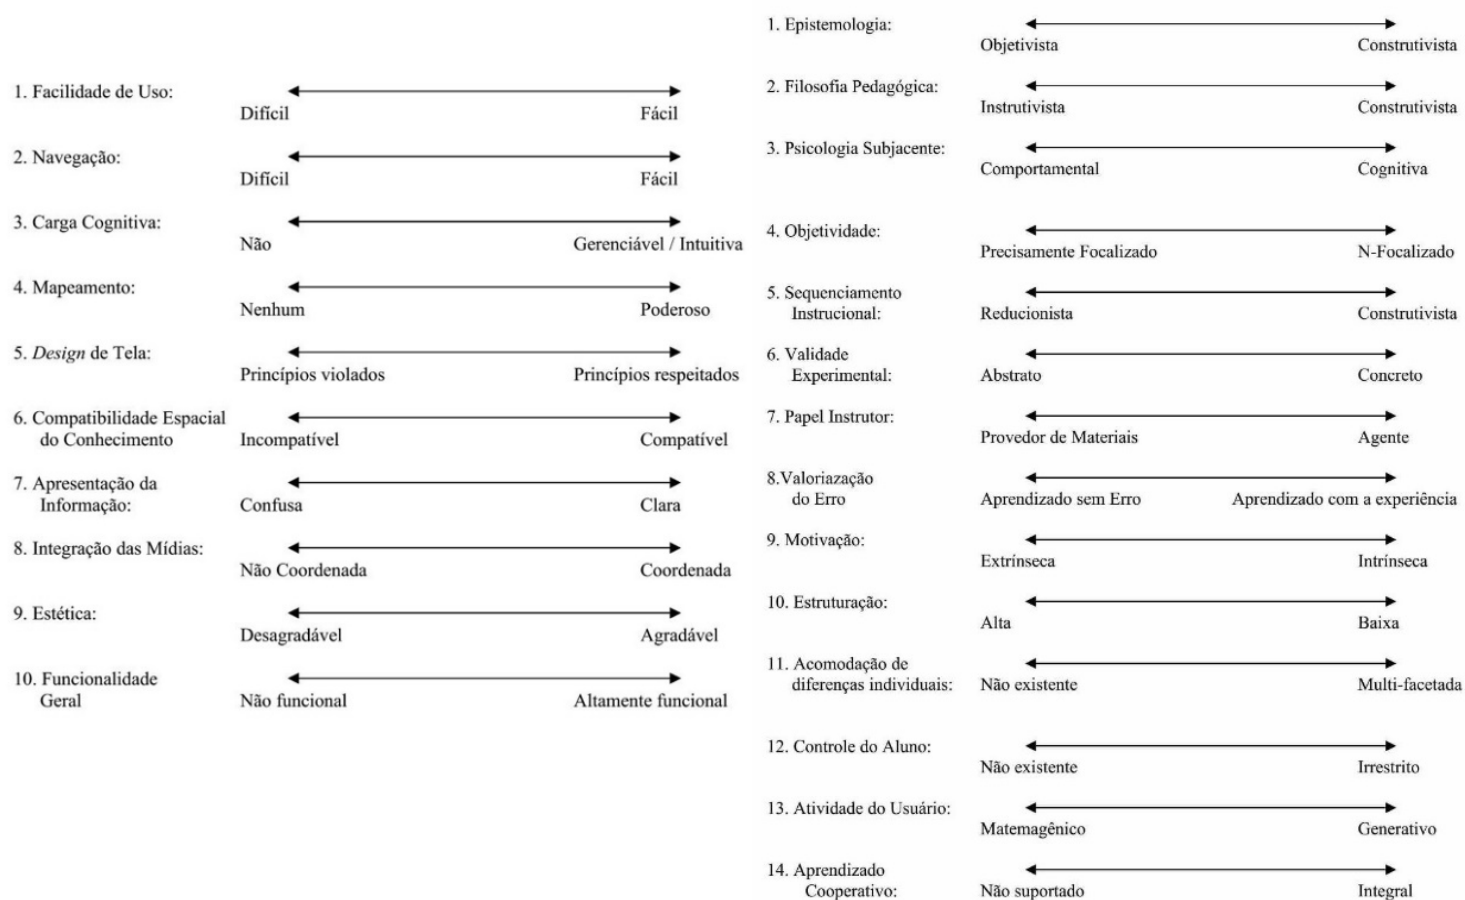 1. Facilidade de Uso:
Difícil Fácil
2. Navegação:
Difícil Fácil
3. Carga Cognitiva:
Não Gerenciável / Intuitiva
4. Mapeamento:
Nenhum Poderoso
5. Design de Tela:
Princípios violados Princípios respeitados
6. Compatibilidade Espacial
do Conhecimento Incompatível Compatível
7. Apresentação da
Informação: Confusa Clara
8. Integração das Mídias:
Não Coordenada Coordenada
9. Estética:
Desagradável Agradável
10. Funcionalidade
Geral Não funcional Altamente funcional
1. Epistemologia:
Objetivista Construtivista
2. Filosofia Pedagógica:
Instrutivista Construtivista
3. Psicologia Subjacente:
Comportamental Cognitiva
4. Objetividade:
Precisamente Focalizado N-Focalizado
5. Sequenciamento
Instrucional: Reducionista Construtivista
6. Validade
Experimental: Abstrato Concreto
7. Papel Instrutor:
Provedor de Materiais Agente
8.Valoriazação
do Erro Aprendizado sem Erro Aprendizado com a experiência
9. Motivação:
Extrínseca Intrínseca
10. Estruturação:
Alta Baixa
11. Acomodação de
diferenças individuais: Não existente Multi-facetada
12. Controle do Aluno:
Não existente Irrestrito
13. Atividade do Usuário:
Matemagênico Generativo
14. Aprendizado
Cooperativo: Não suportado Integral